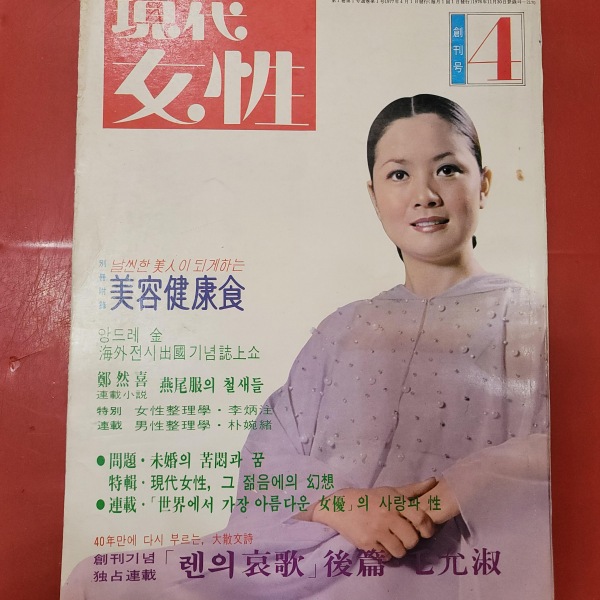 現代
女性
創刊号
4
別冊附録
날씬한 美人이 되게하는
美容健康食
앙드레 金
海外전시出國기념誌上쇼
鄭然喜 燕尾服의 철새들
連載小説
特別 女性整理學・李炳注
連載 男性整理學・朴婉緖
●問題・未婚의 苦悶과 꿈
特輯・現代女性, 그 젊음에의 幻想
●連載・「世界에서 가장 아름다운 女優」의 사랑과 性
40年만에 다시 부르는, 大散文詩
創刊기념
独占連載
「렌의 哀歌」後篇 毛允淑